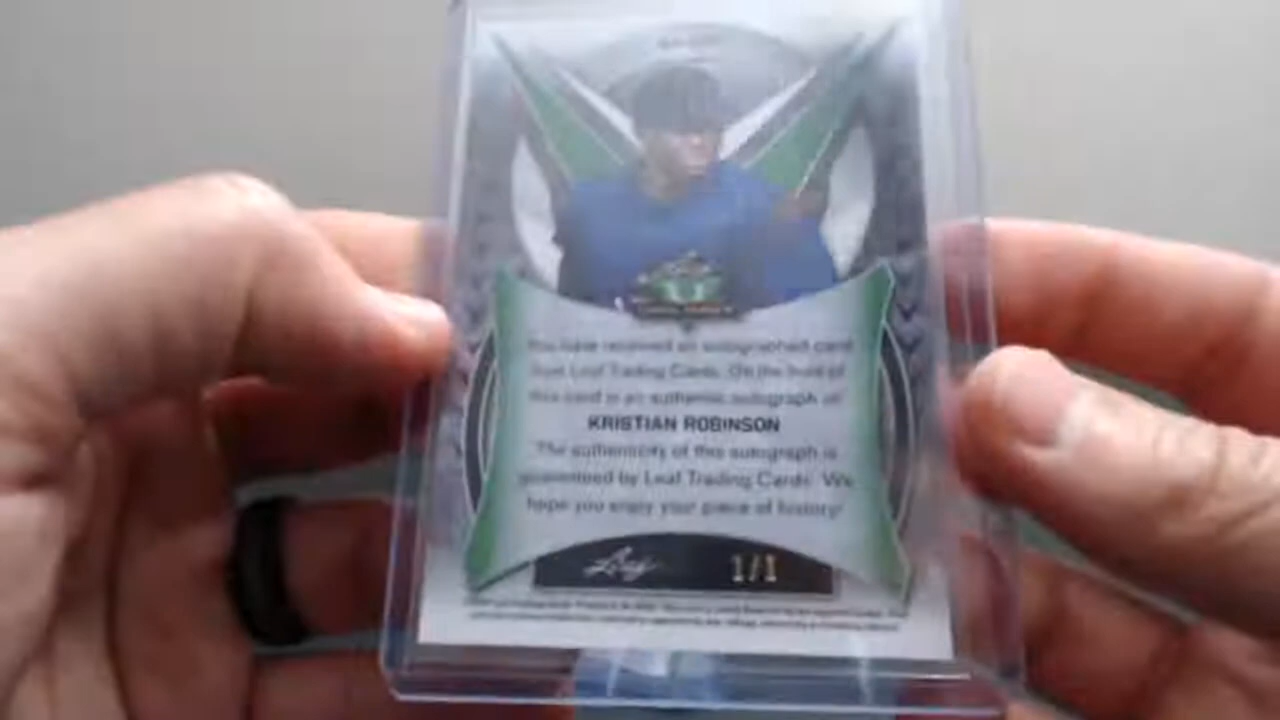 You have received an autographed card
from Leaf Trading Cards. On the front of
this card is an authentic autograph of
KRISTIAN ROBINSON
The authenticity of this autograph is
guaranteed by Leaf Trading Cards. We
hope you enjoy your piece of history!
Leaf 1/1